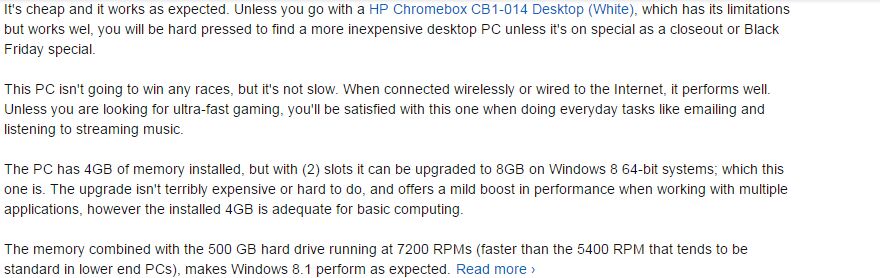 It's cheap and it works as expected. Unless you go with a HP Chromebox CB1-014 Desktop (White), which has its limitations
but works wel, you will be hard pressed to find a more inexpensive desktop PC unless it's on special as a closeout or Black
Friday special.
This PC isn't going to win any races, but it's not slow. When connected wirelessly or wired to the Internet, it performs well.
Unless you are looking for ultra-fast gaming, you'll be satisfied with this one when doing everyday tasks like emailing and
listening to streaming music.
The PC has 4GB of memory installed, but with (2) slots it can be upgraded to 8GB on Windows 8 64-bit systems; which this
one is. The upgrade isn't terribly expensive or hard to do, and offers a mild boost in performance when working with multiple
applications, however the installed 4GB is adequate for basic computing.
The memory combined with the 500 GB hard drive running at 7200 RPMs (faster than the 5400 RPM that tends to be
standard in lower end PCs), makes Windows 8.1 perform as expected. Read more ›